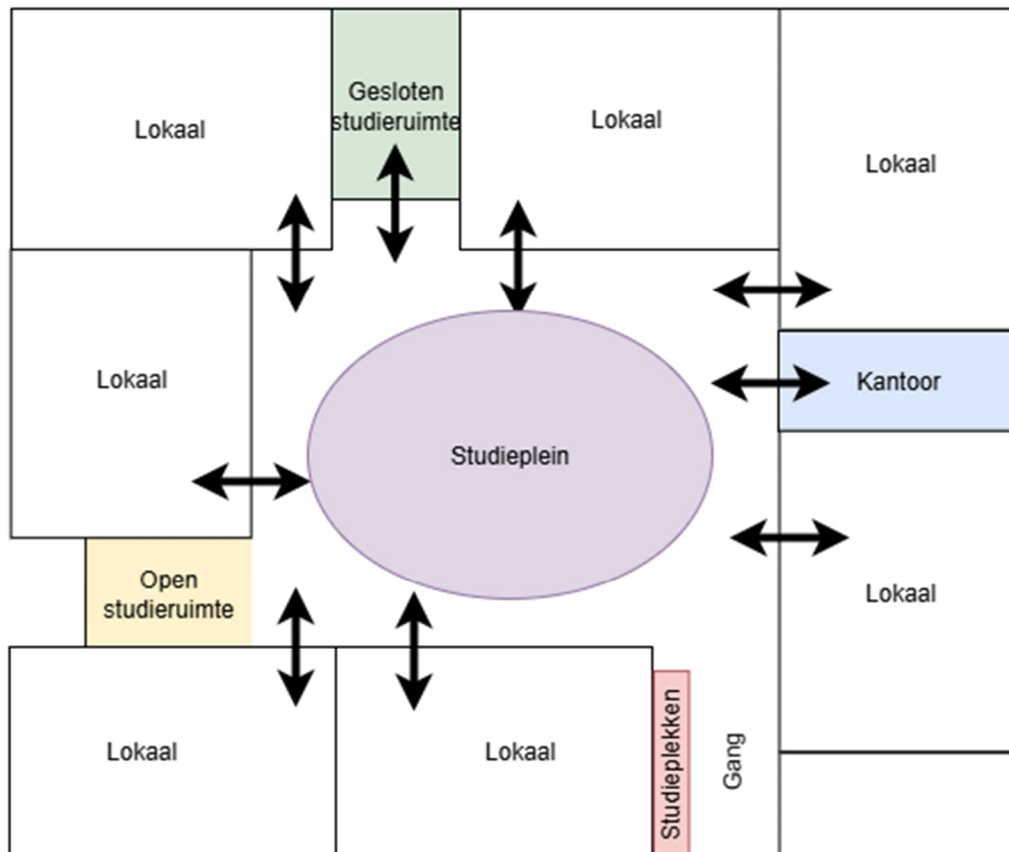 Lokaal
Gesloten
studieruimte
Lokaal
Lokaal
Lokaal
Kantoor
Studieplein
Open
studieruimte
Lokaal
Lokaal
Lokaal
Studieplekken
Gang